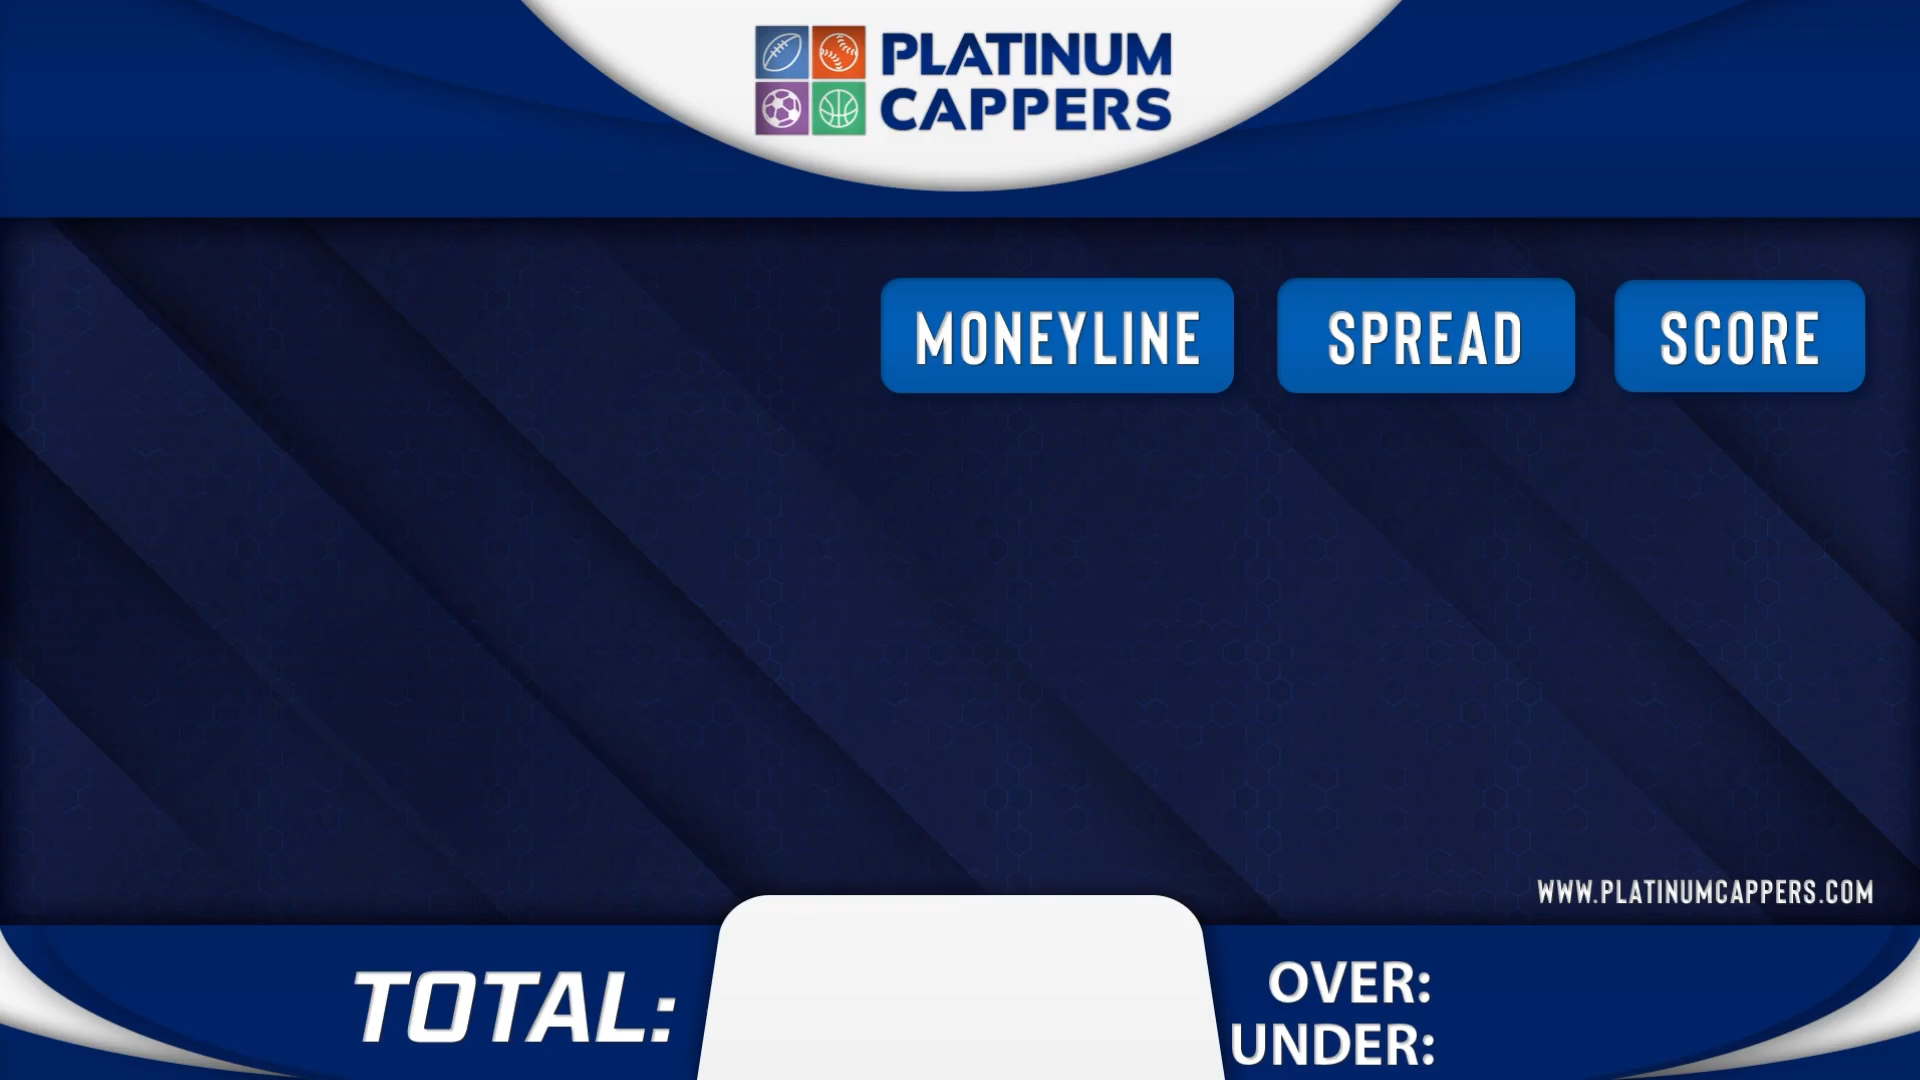 PLATINUM
CAPPERS
MONEYLINE SPREAD SCORE
WWW.PLATINUMCAPPERS.COM
TOTAL:
OVER:
UNDER: